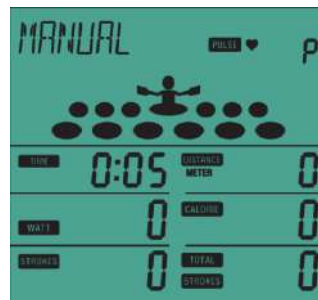 MANUAL PULSE P
TIME 0:05 DISTANCE METER 0
WATT 0 CALORIE 0
STROKES 0 TOTAL STROKES 0